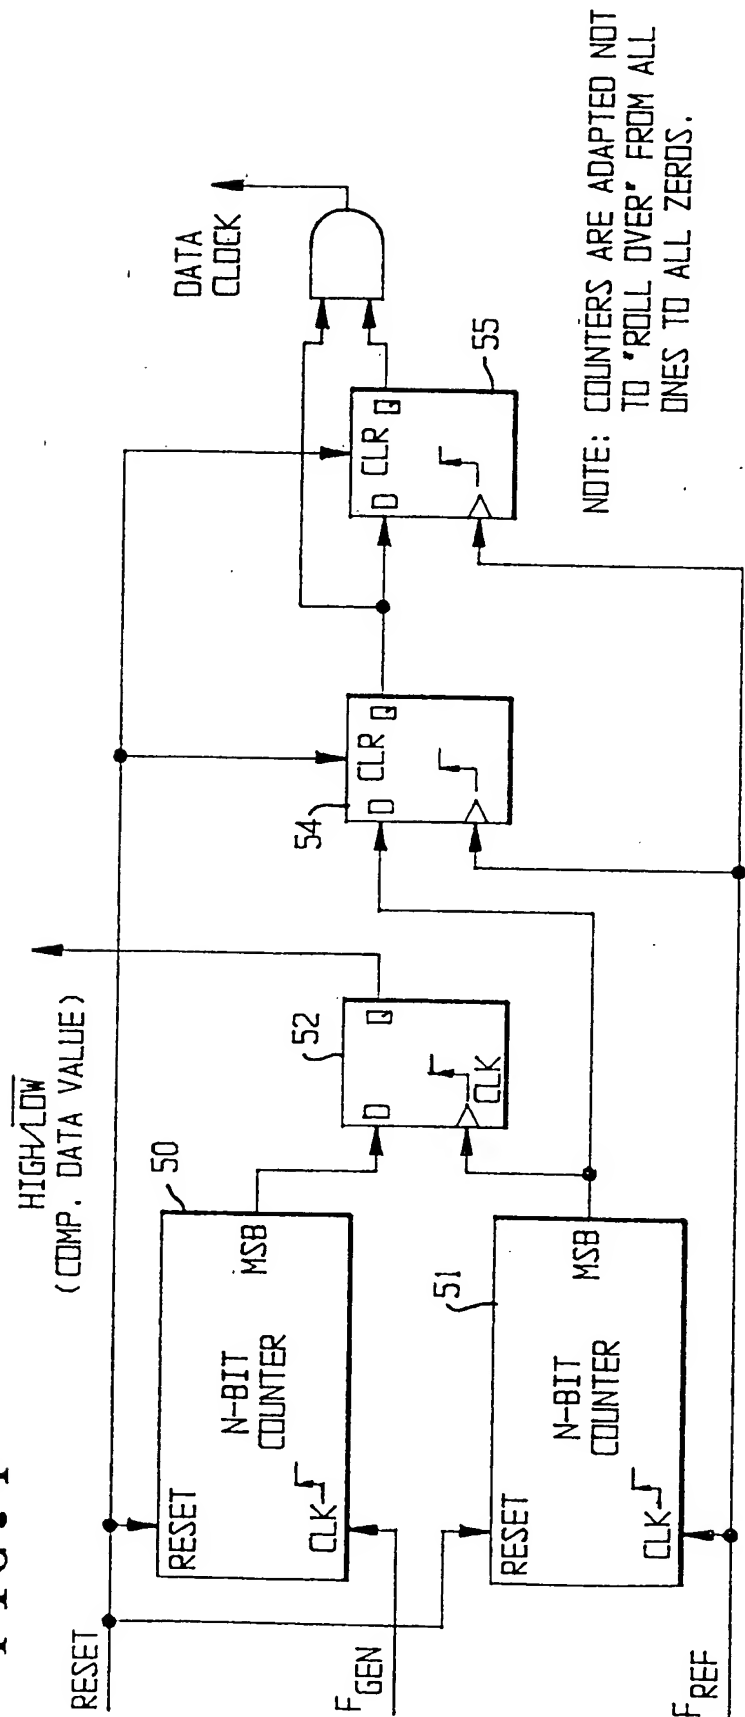 RESET
F GEN
F REF
RESET
N-BIT
COUNTER
CLK
MSB
50
RESET
N-BIT
COUNTER
CLK
MSB
51
HIGH/LOW
(COMP. DATA VALUE)
D
Q
CLK
52
D
CLR
Q
54
D
CLR
Q
55
DATA
CLOCK
NOTE: COUNTERS ARE ADAPTED NOT
TO "ROLL OVER" FROM ALL
ONES TO ALL ZEROS.